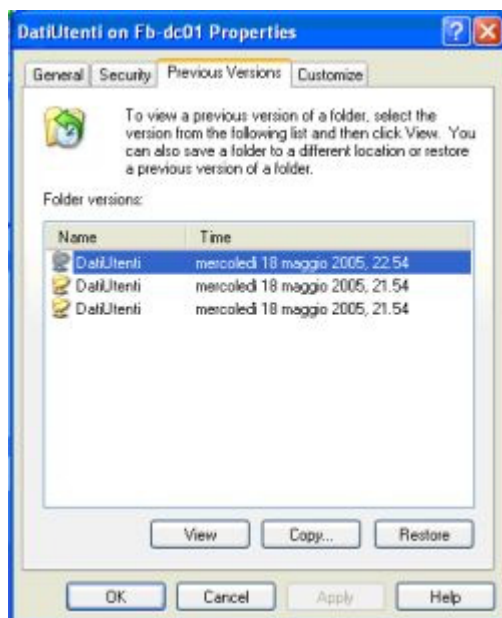 DatiUtenti on Fb-dc01 Properties
General Security Previous Versions Customize
To view a previous version of a folder, select the
version from the following list and then click View. You
can also save a folder to a different location or restore
a previous version of a folder.
Folder versions:
Name Time
DatiUtenti mercoledì 18 maggio 2005, 22.54
DatiUtenti mercoledì 18 maggio 2005, 21.54
DatiUtenti mercoledì 18 maggio 2005, 21.54
View Copy... Restore
OK Cancel Apply Help